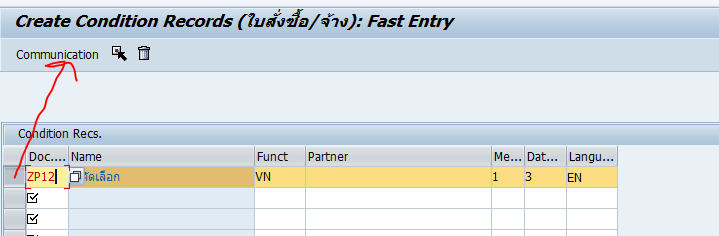 Create Condition Records (ใบสั่งซื้อ/จ้าง): Fast Entry
Communication
Condition Recs.
Doc.... Name Funct Partner Me... Dat... Langu...
ZP12 คัดเลือก VN 1 3 EN